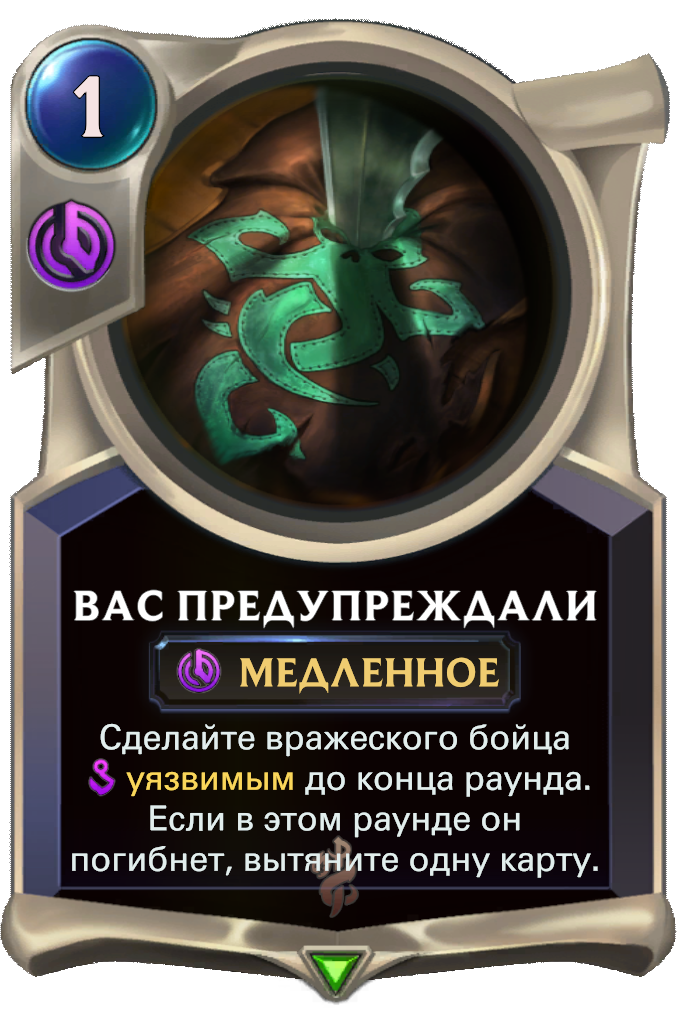 1
ВАС ПРЕДУПРЕЖДАЛИ
МЕДЛЕННОЕ
Сделайте вражеского бойца
уязвимым до конца раунда.
Если в этом раунде он
погибнет, вытяните одну карту.